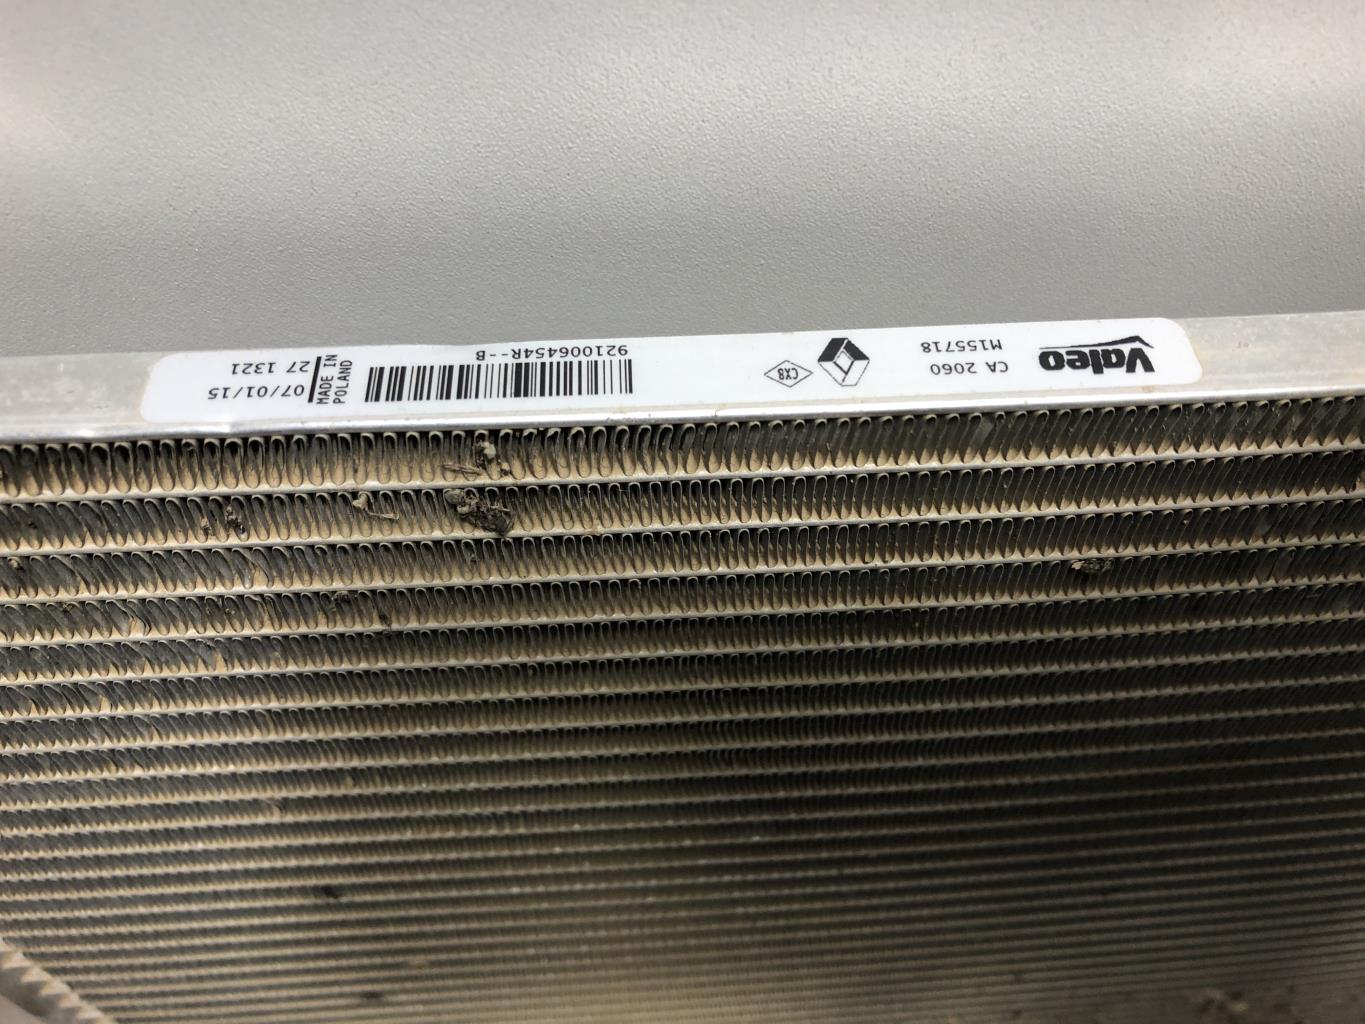 Valeo
CA 2060
M155718
CX8
921006454R--B
MADE IN
POLAND
07/01/15
27 1321